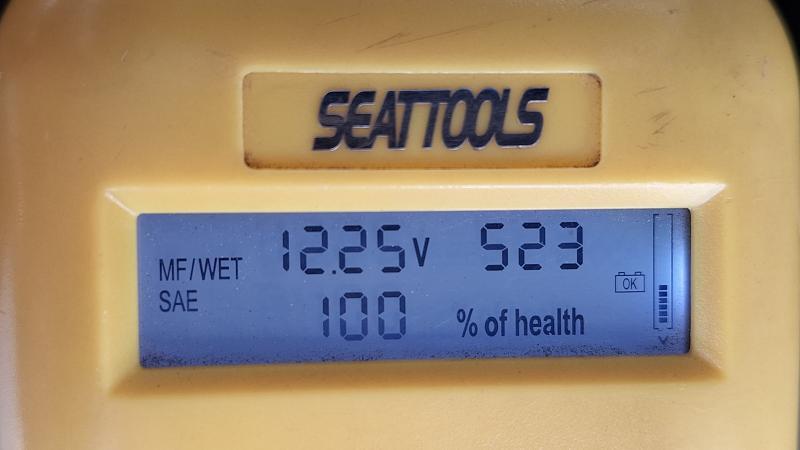 SEATTOOLS
MF/WET 12.25V 523
SAE 100 % of health
OK